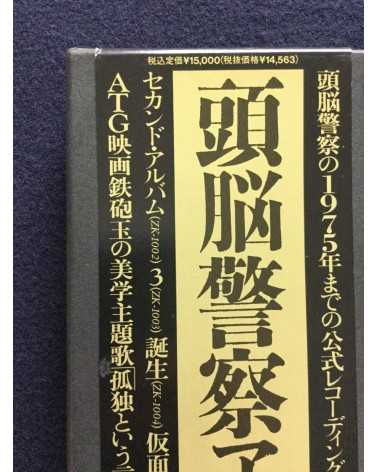 税込定価¥15,000(税抜価格¥14,563)
頭脳警察の1975年までの公式レコーディング
頭脳警察
セカンド・アルバム(ZK-1002) 3(ZK-1003) 誕生(ZK-1004) 仮面
ATG映画鉄砲玉の美学主題歌「孤独という